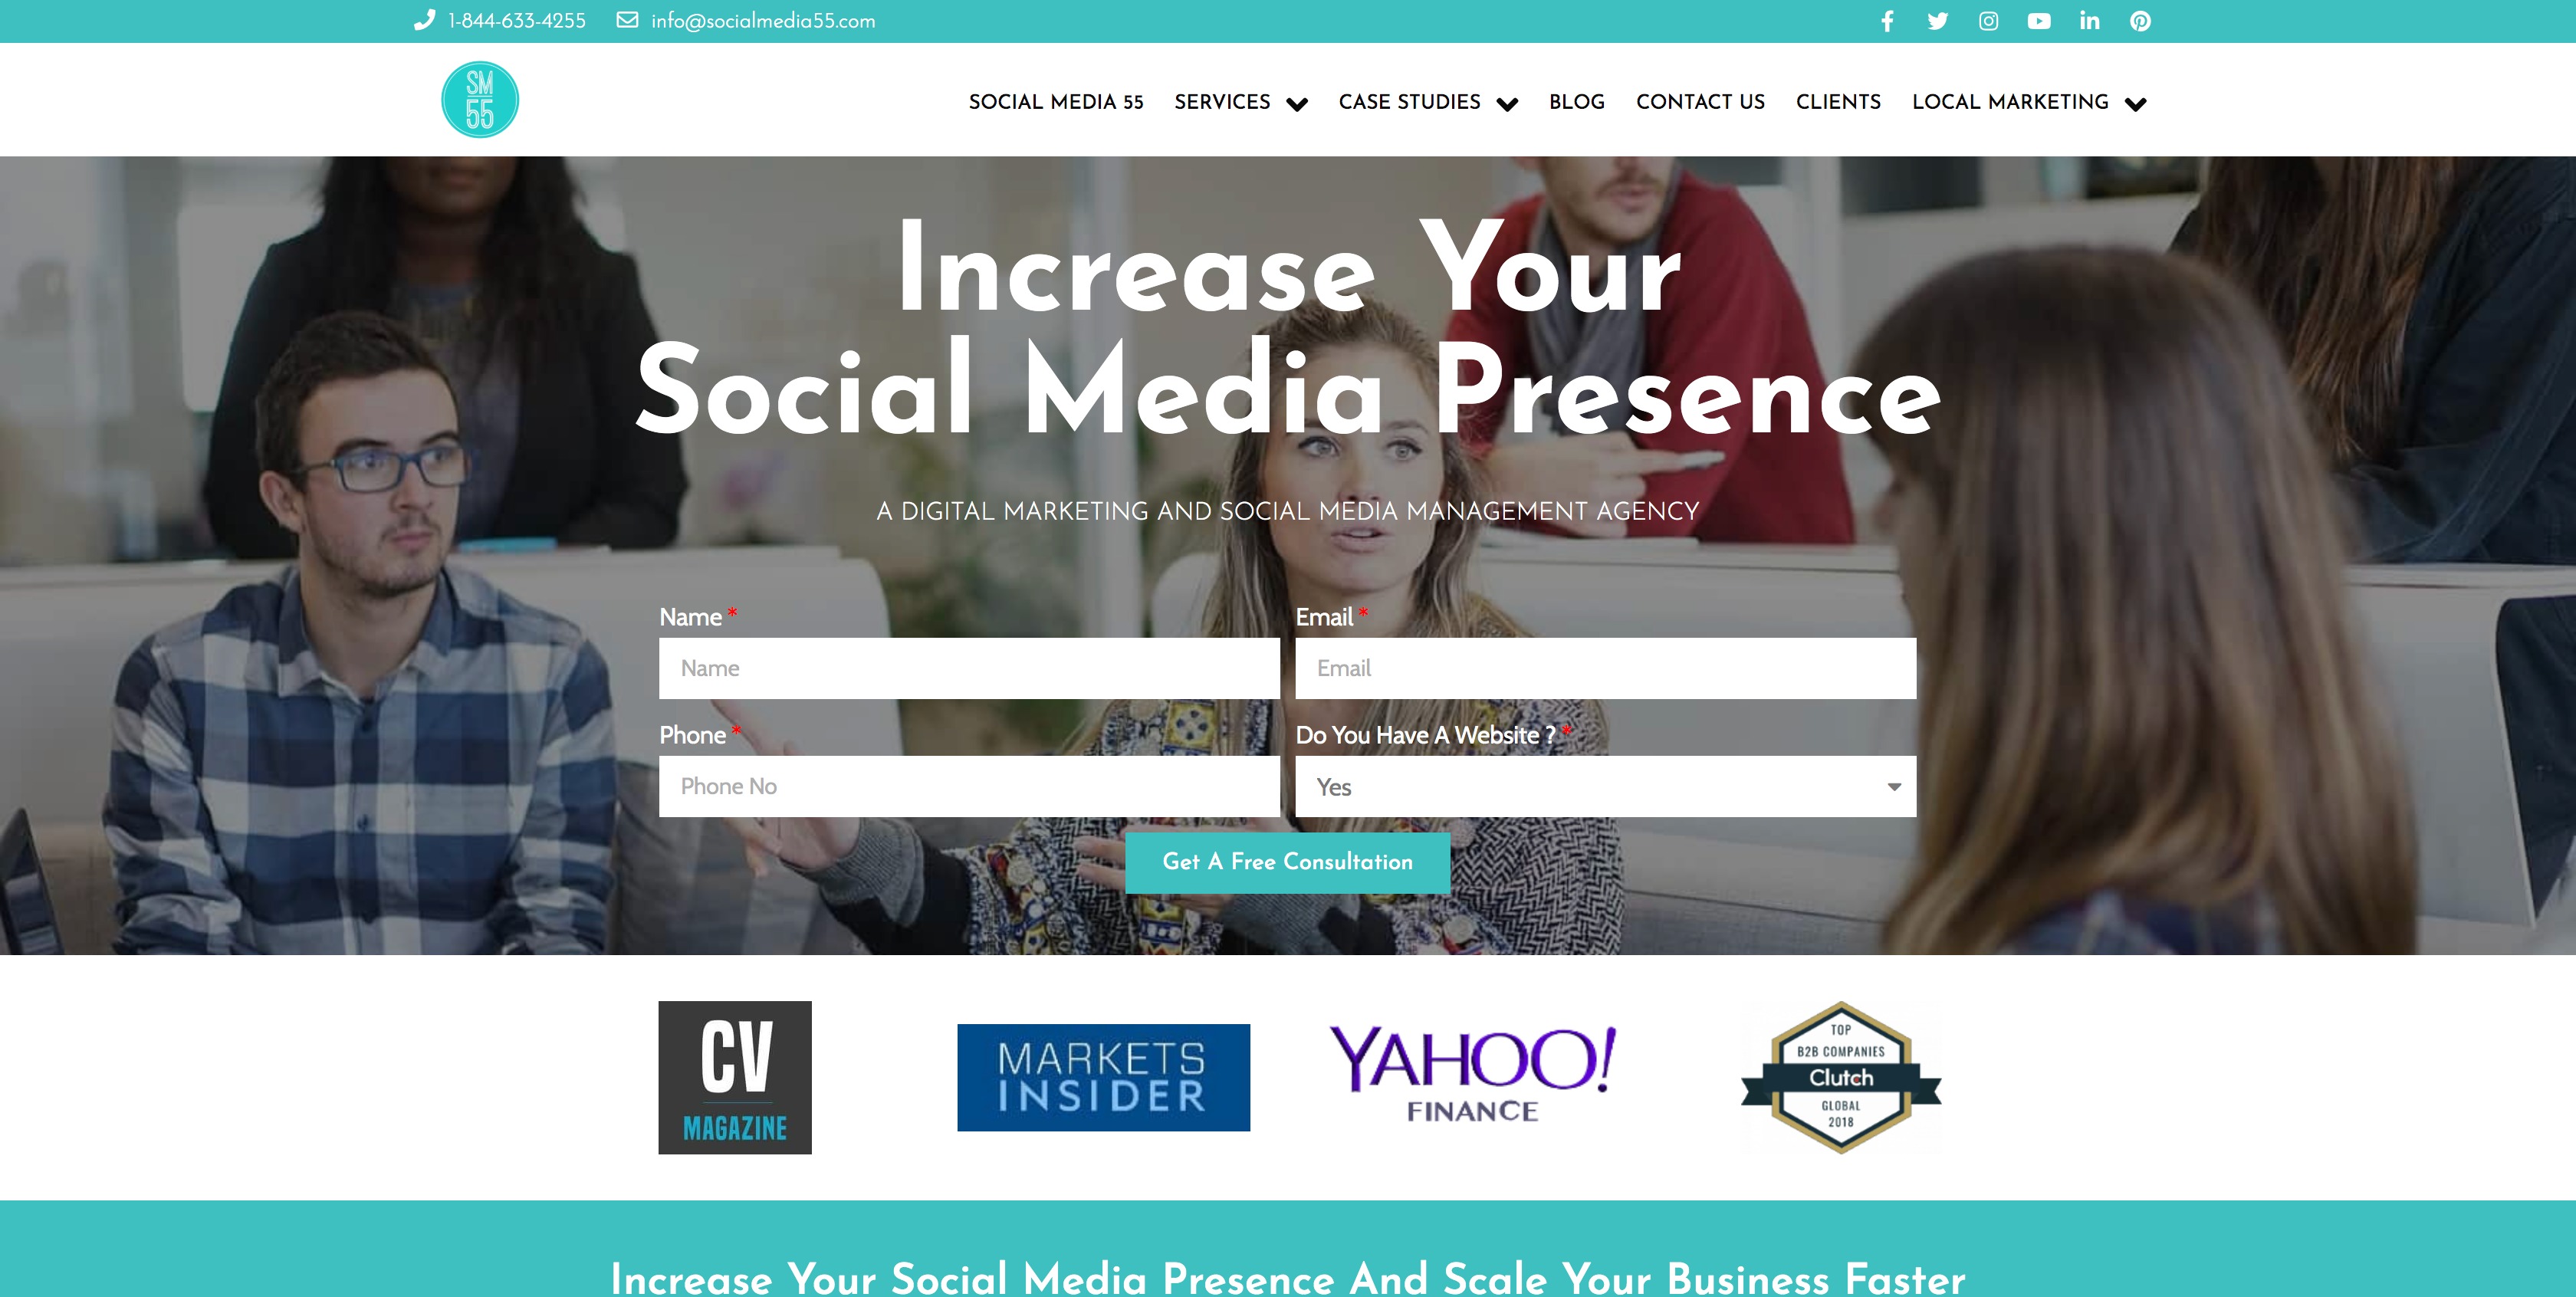 1-844-633-4255 info@socialmedia55.com
SM
55
SOCIAL MEDIA 55 SERVICES CASE STUDIES BLOG CONTACT US CLIENTS LOCAL MARKETING
Increase Your
Social Media Presence
A DIGITAL MARKETING AND SOCIAL MEDIA MANAGEMENT AGENCY
Name * Email *
Name Email
Phone * Do You Have A Website ? *
Phone No Yes
Get A Free Consultation
CV
MAGAZINE
MARKETS
INSIDER
YAHOO!
FINANCE
TOP
B2B COMPANIES
Clutch
GLOBAL
2018
Increase Your Social Media Presence And Scale Your Business Faster